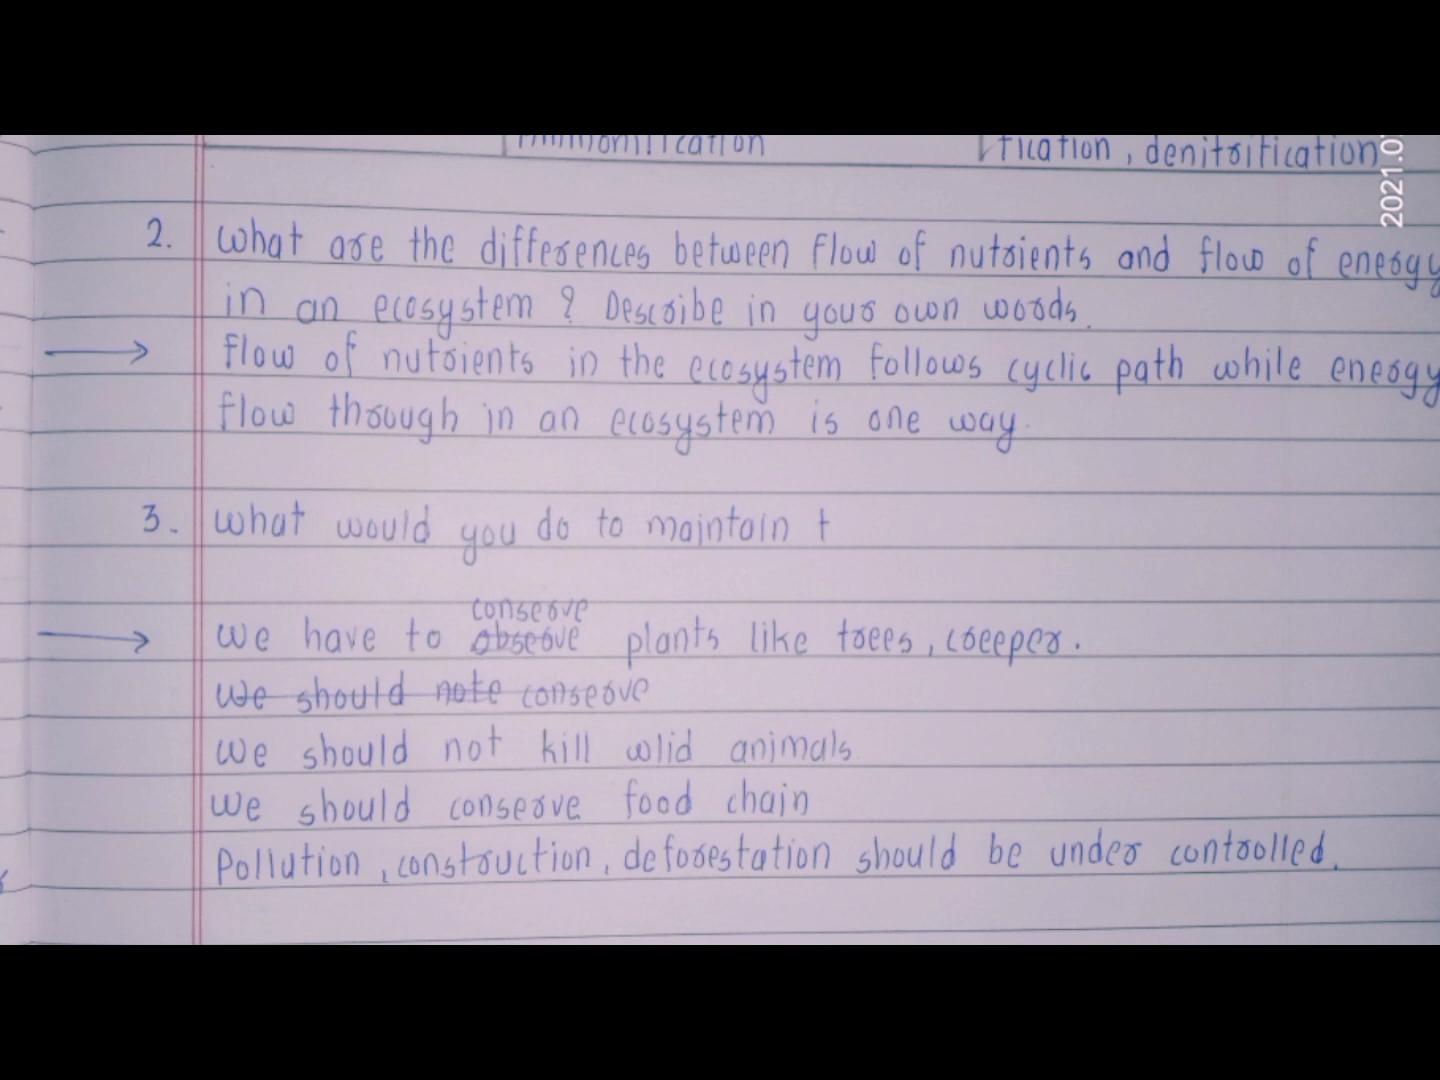 fication, denitrification
2021.0
2. What are the differences between flow of nutrients and flow of energy
in an ecosystem ? Describe in your own words.
→ flow of nutrients in the ecosystem follows cyclic path while energy
flow through in an ecosystem is one way.
3. What would you do to maintain t
conserve
→ We have to observe plants like trees, creeper.
We should note conserve
We should not kill wlid animals
We should conserve food chain
Pollution, construction, deforestation should be under controlled.